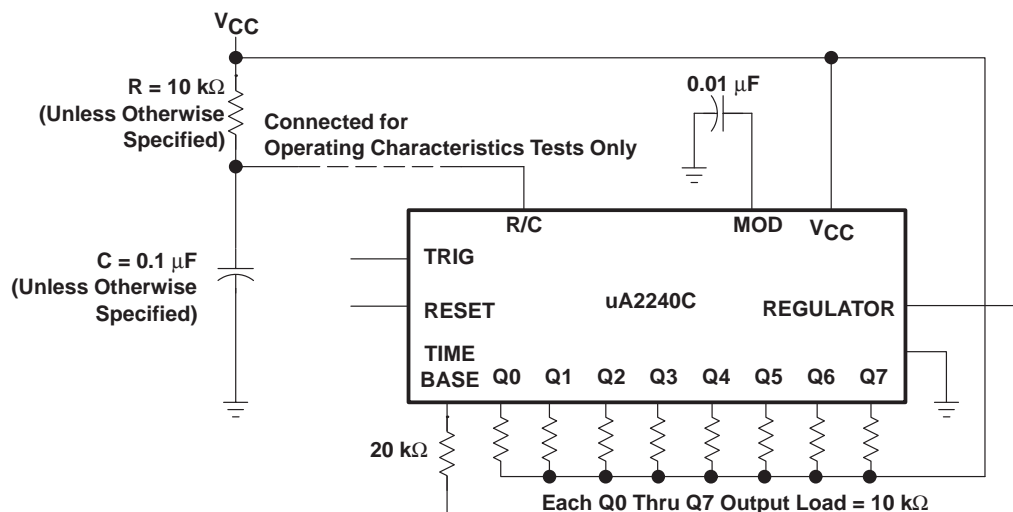 VCC
R = 10 kΩ
(Unless Otherwise
Specified)
0.01 μF
Connected for
Operating Characteristics Tests Only
R/C
MOD
VCC
C = 0.1 μF
(Unless Otherwise
Specified)
TRIG
RESET
uA2240C
REGULATOR
TIME
BASE
Q0 Q1 Q2 Q3 Q4 Q5 Q6 Q7
20 kΩ
Each Q0 Thru Q7 Output Load = 10 kΩ